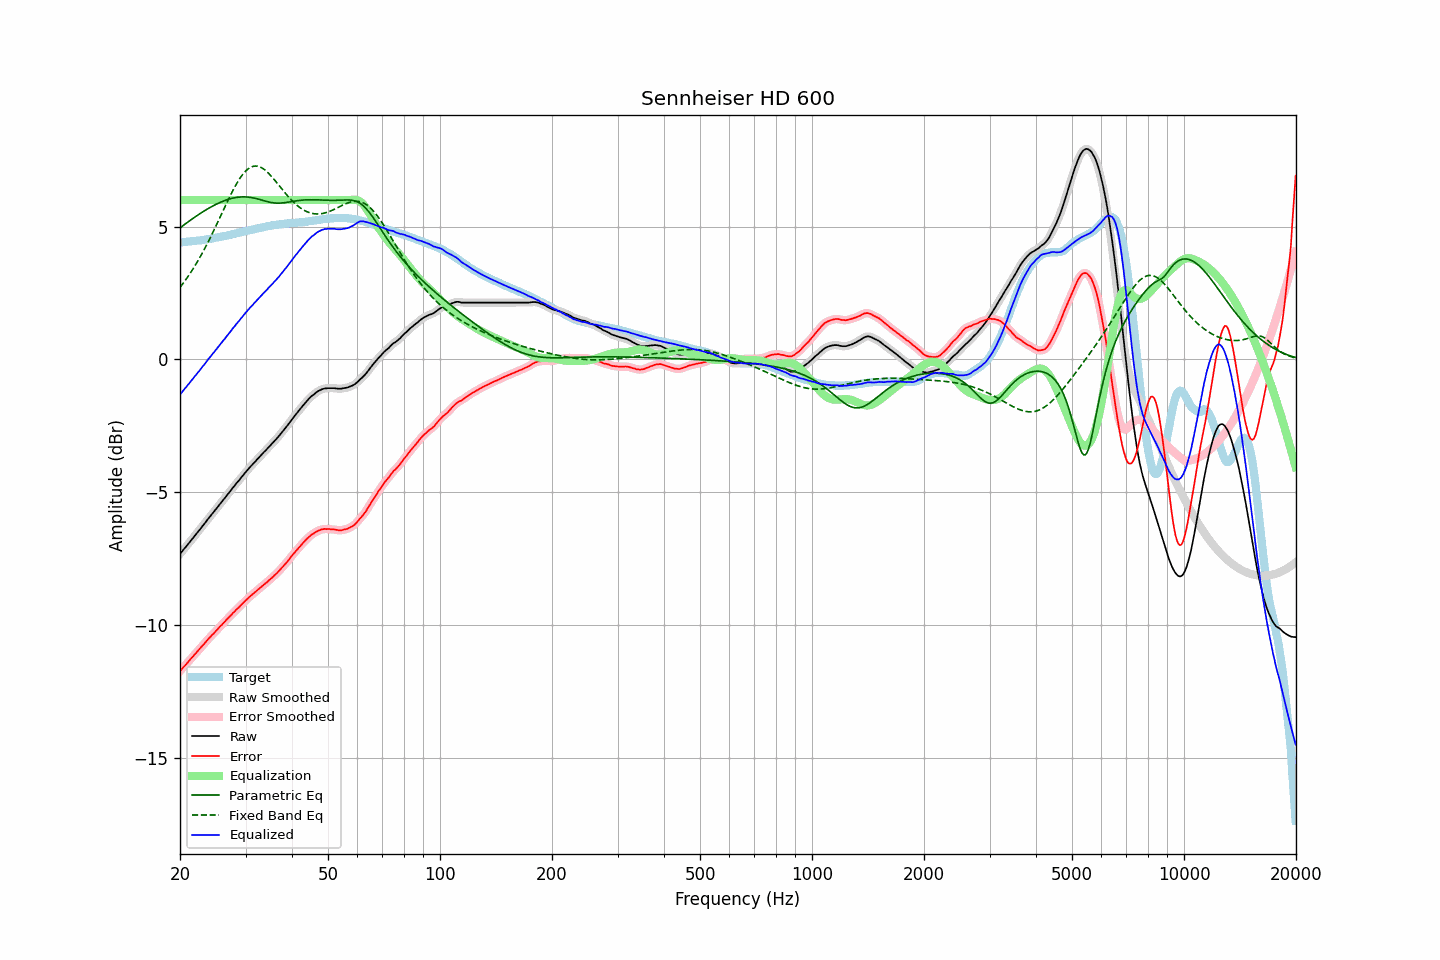 Sennheiser HD 600
Amplitude (dBr)
5
0
−5
−10
−15
Target
Raw Smoothed
Error Smoothed
Raw
Error
Equalization
Parametric Eq
Fixed Band Eq
Equalized
20 50 100 200 500 1000 2000 5000 10000 20000
Frequency (Hz)